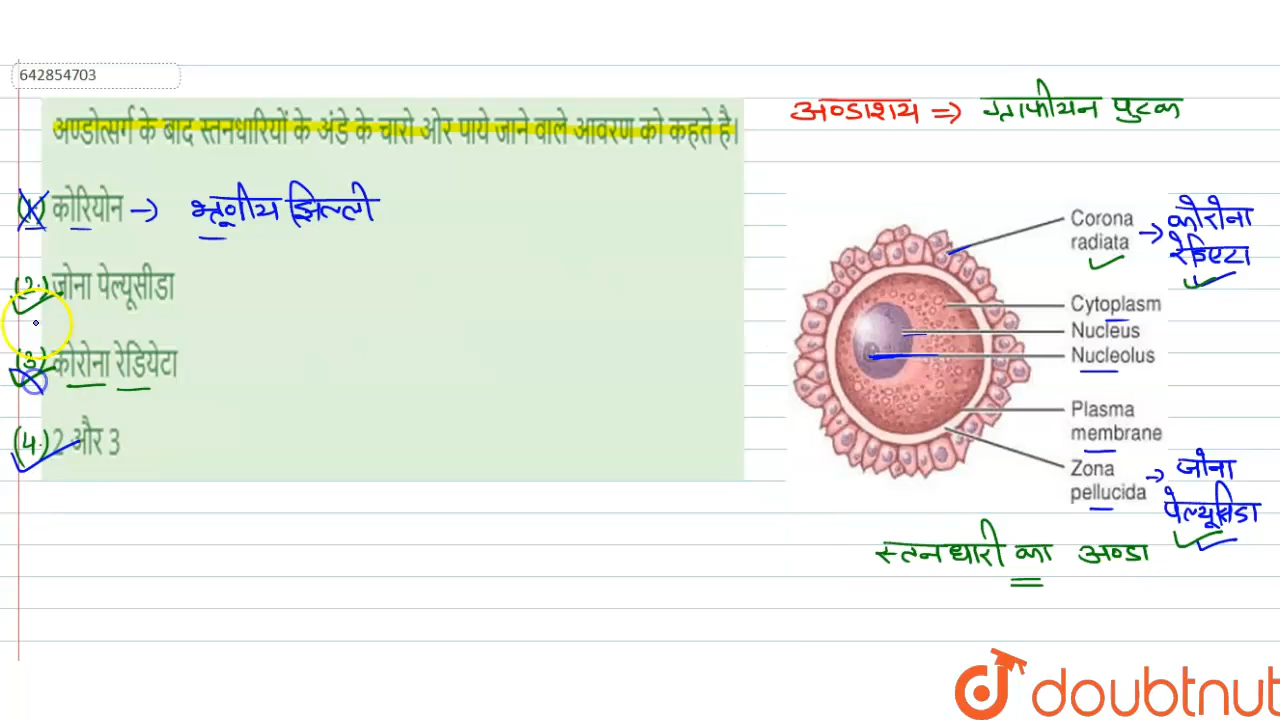 642854703
अण्डोत्सर्ग के बाद स्तनधारियों के अंडे के चारो ओर पाये जाने वाले आवरण को कहते है।
(1) कोरियोन → भ्रूणीय झिल्ली
(2) जोना पेल्यूसीडा
(3) कोरोना रेडियेटा
(4) 2 और 3
अण्डाशय ⇒ ग्राफीयन पुटक
Corona
radiata → कोरोना
रेडिएटा
Cytoplasm
Nucleus
Nucleolus
Plasma
membrane
Zona
pellucida → जोना
पेल्यूसिडा
स्तनधारी का अण्डा
doubtnut